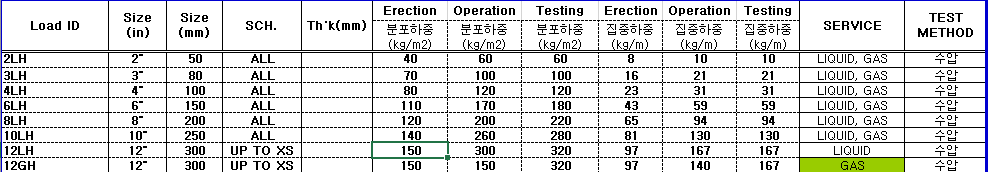 Load ID Size (in) Size (mm) SCH. Th`k(mm) Erection 분포하중 (kg/m2) Operation 분포하중 (kg/m2) Testing 분포하중 (kg/m2) Erection 집중하중 (kg/m) Operation 집중하중 (kg/m) Testing 집중하중 (kg/m) SERVICE TEST METHOD
2LH 2" 50 ALL 40 60 60 8 10 10 LIQUID, GAS 수압
3LH 3" 80 ALL 70 100 100 16 21 21 LIQUID, GAS 수압
4LH 4" 100 ALL 80 120 120 23 31 31 LIQUID, GAS 수압
6LH 6" 150 ALL 110 170 180 43 59 59 LIQUID, GAS 수압
8LH 8" 200 ALL 120 200 220 65 94 94 LIQUID, GAS 수압
10LH 10" 250 ALL 140 260 280 81 130 130 LIQUID, GAS 수압
12LH 12" 300 UP TO XS 150 300 320 97 167 167 LIQUID 수압
12GH 12" 300 UP TO XS 150 150 320 97 140 167 GAS 수압